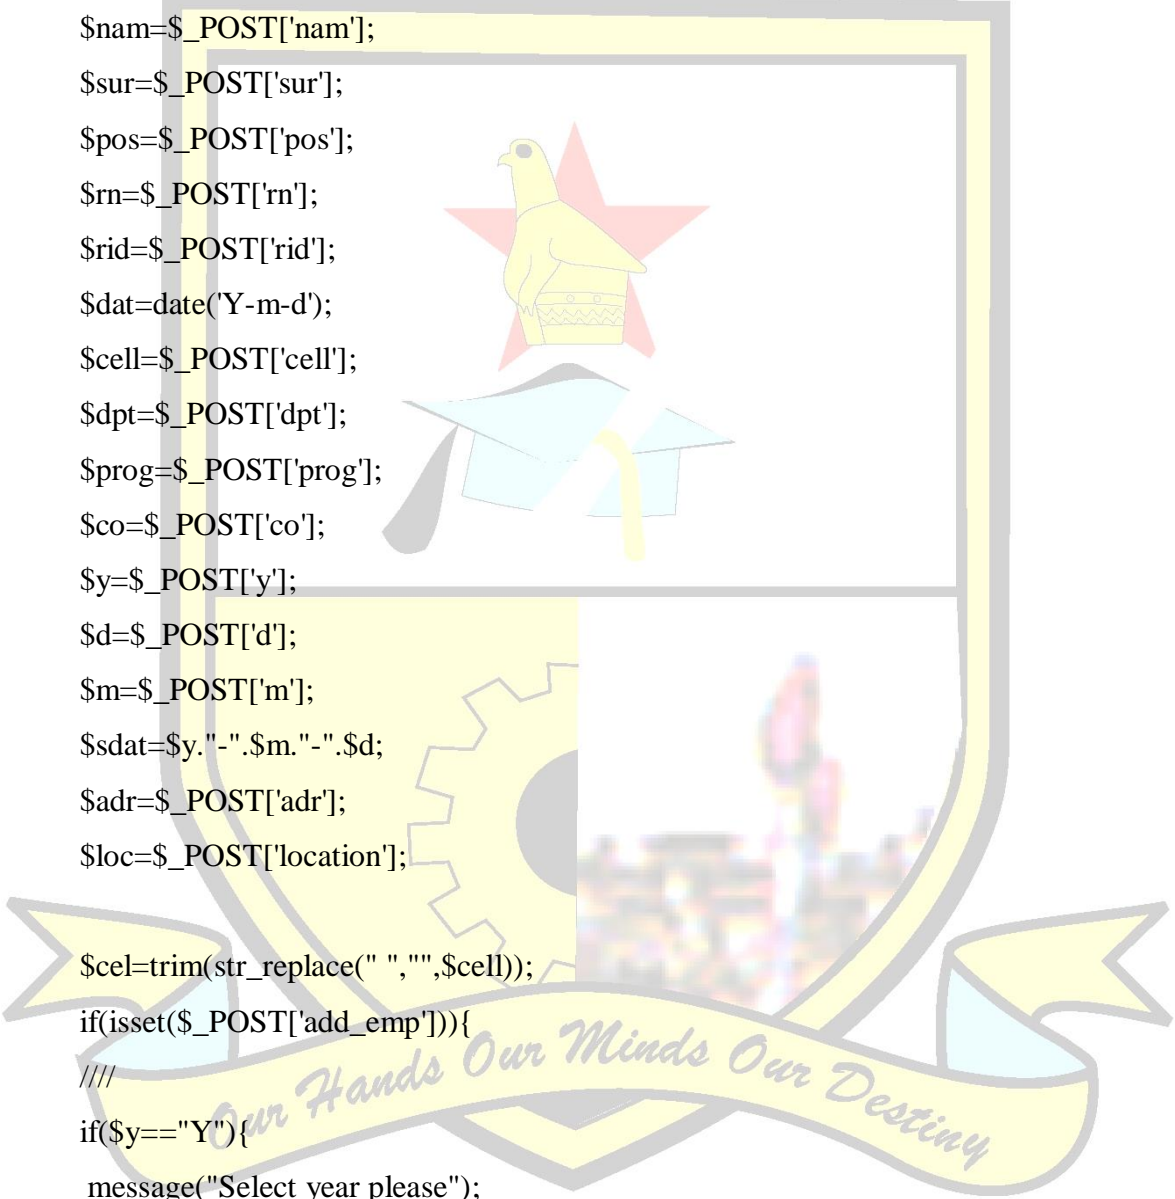 $nam=$_POST['nam'];
$sur=$_POST['sur'];
$pos=$_POST['pos'];
$rn=$_POST['rn'];
$rid=$_POST['rid'];
$dat=date('Y-m-d');
$cell=$_POST['cell'];
$dpt=$_POST['dpt'];
$prog=$_POST['prog'];
$co=$_POST['co'];
$y=$_POST['y'];
$d=$_POST['d'];
$m=$_POST['m'];
$sdat=$y."-".$m."-".$d;
$adr=$_POST['adr'];
$loc=$_POST['location'];
$cel=trim(str_replace(" ","",$cell));
if(isset($_POST['add_emp'])){
////
if($y=="Y"){
message("Select year please");
Our Hands Our Minds Our Destiny